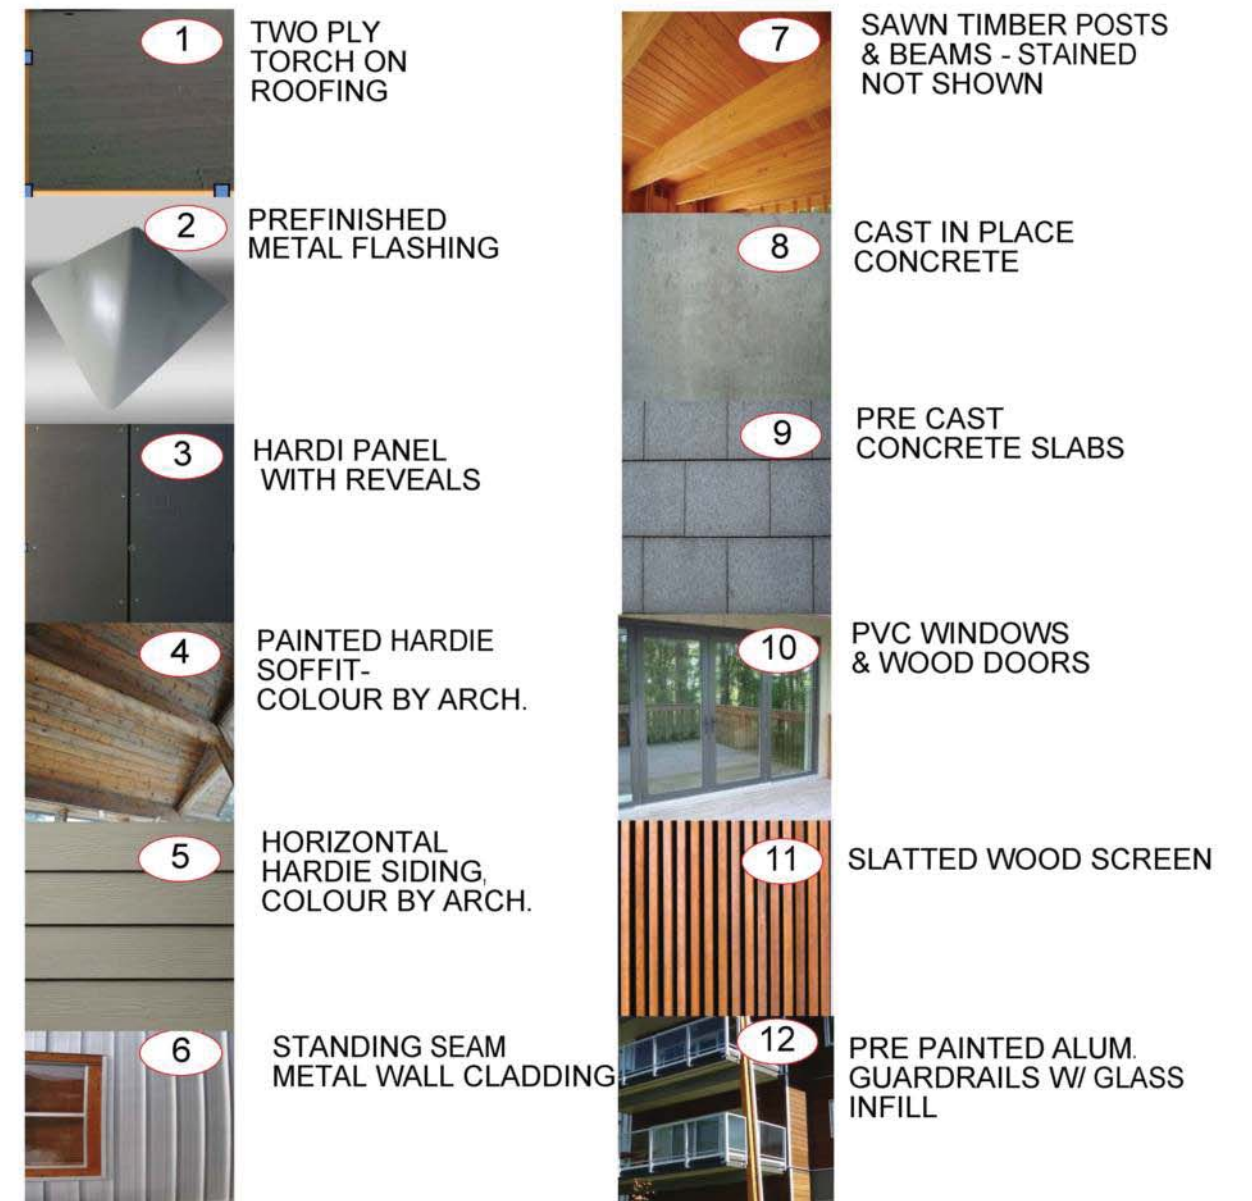 1
TWO PLY
TORCH ON
ROOFING
2
PREFINISHED
METAL FLASHING
3
HARDI PANEL
WITH REVEALS
4
PAINTED HARDIE
SOFFIT-
COLOUR BY ARCH.
5
HORIZONTAL
HARDIE SIDING,
COLOUR BY ARCH.
6
STANDING SEAM
METAL WALL CLADDING
7
SAWN TIMBER POSTS
& BEAMS - STAINED
NOT SHOWN
8
CAST IN PLACE
CONCRETE
9
PRE CAST
CONCRETE SLABS
10
PVC WINDOWS
& WOOD DOORS
11
SLATTED WOOD SCREEN
12
PRE PAINTED ALUM.
GUARDRAILS W/ GLASS
INFILL